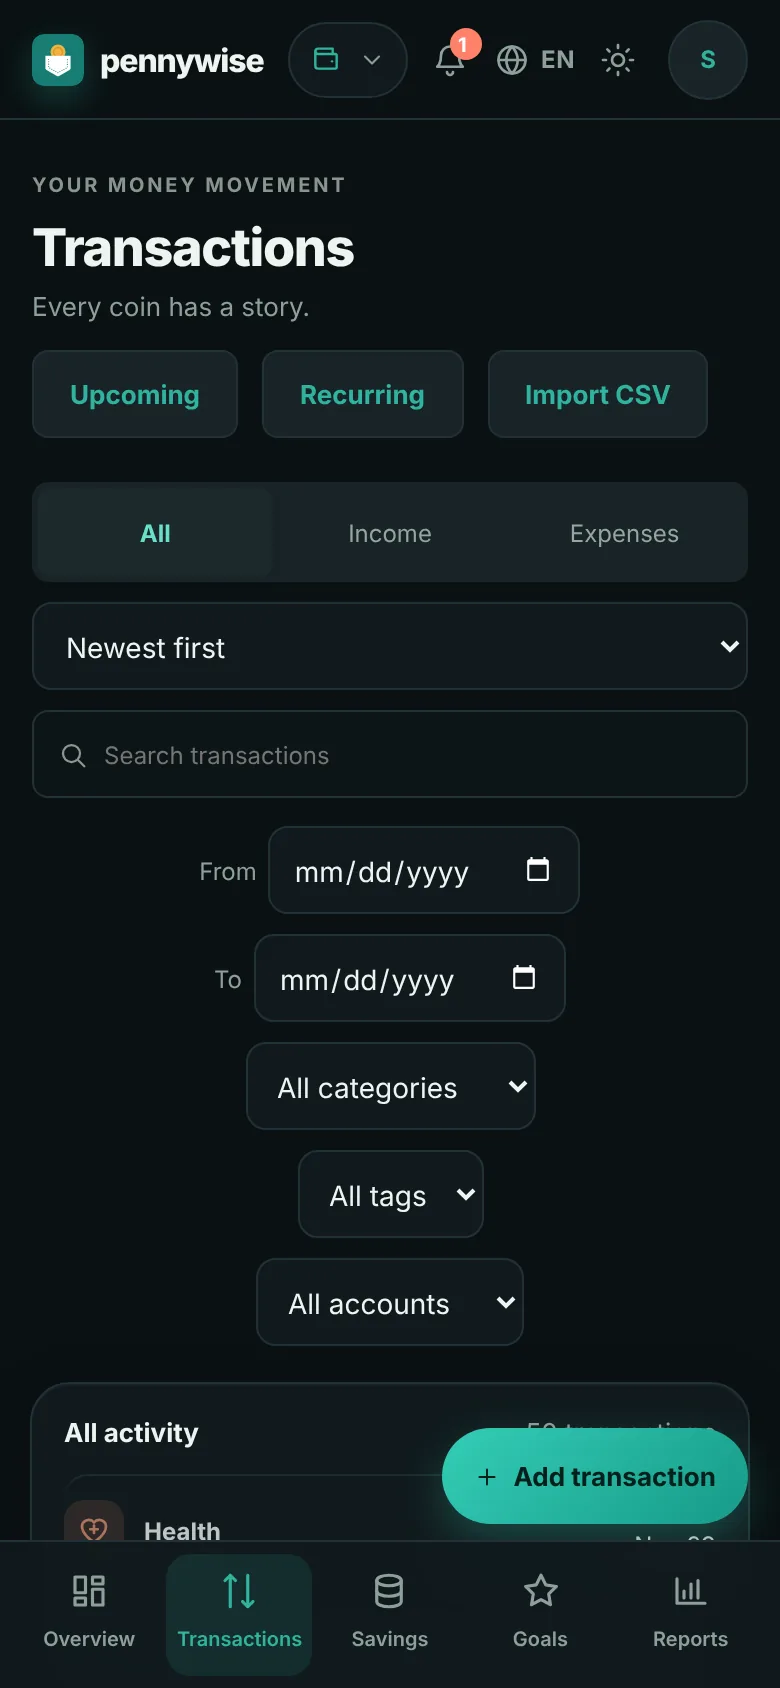 pennywise
1
EN
S
YOUR MONEY MOVEMENT
Transactions
Every coin has a story.
Upcoming
Recurring
Import CSV
All
Income
Expenses
Newest first
Search transactions
From
mm/dd/yyyy
To
mm/dd/yyyy
All categories
All tags
All accounts
All activity
Add transaction
Health
Overview
Transactions
Savings
Goals
Reports